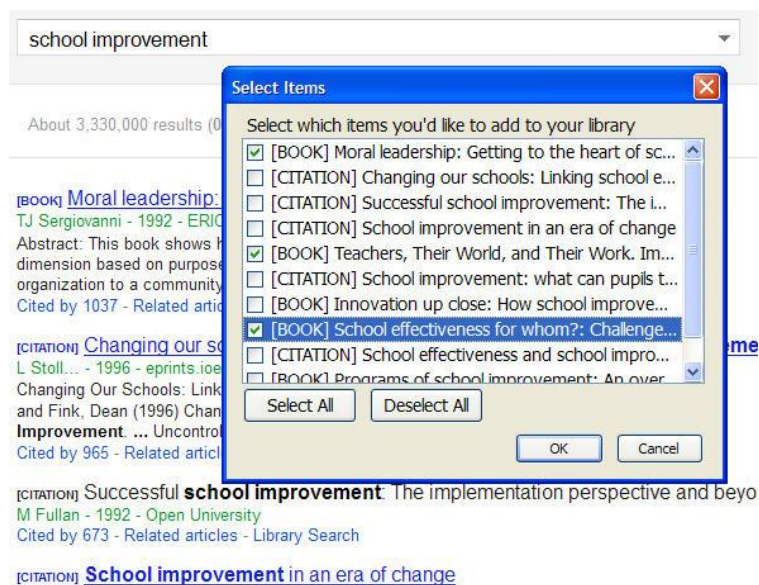 school improvement
About 3,330,000 results (0
Select Items
Select which items you'd like to add to your library
[BOOK] Moral leadership: Getting to the heart of sc...
[CITATION] Changing our schools: Linking school e...
[CITATION] Successful school improvement: The i...
[CITATION] School improvement in an era of change
[BOOK] Teachers, Their World, and Their Work. Im...
[CITATION] School improvement: what can pupils t...
[BOOK] Innovation up close: How school improve...
[BOOK] School effectiveness for whom?: Challenge...
[CITATION] School effectiveness and school impro...
[BOOK] Programs of school improvement: An over
Select All
Deselect All
OK
Cancel
[BOOK] Moral leadership:
TJ Sergiovanni - 1992 - ERIC
Abstract: This book shows h
dimension based on purpose
organization to a community
Cited by 1037 - Related artic
[CITATION] Changing our sc eme
L Stoll... - 1996 - eprints.ioe
Changing Our Schools: Link
and Fink, Dean (1996) Chan
Improvement. ... Uncontrol
Cited by 965 - Related articl
[CITATION] Successful school improvement: The implementation perspective and beyo
M Fullan - 1992 - Open University
Cited by 673 - Related articles - Library Search
[CITATION] School improvement in an era of change